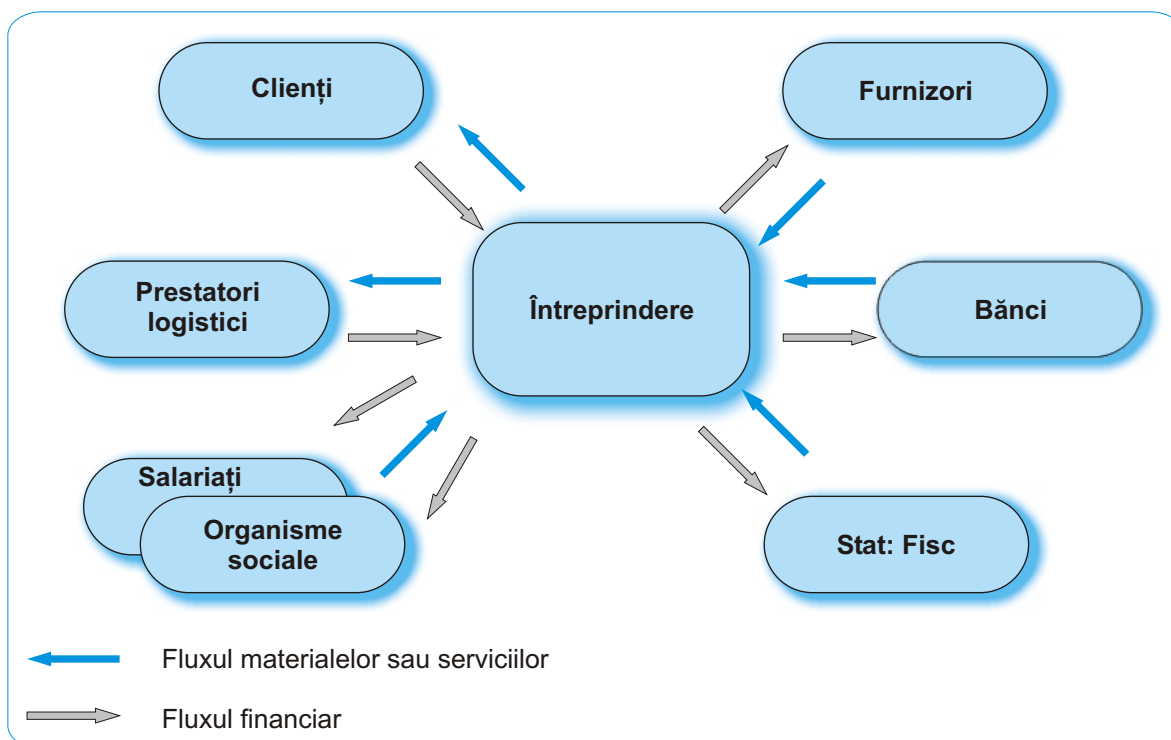 Clienți
Furnizori
Prestatori
logistici
Întreprindere
Bănci
Salariați
Organisme
sociale
Stat: Fisc
Fluxul materialelor sau serviciilor
Fluxul financiar